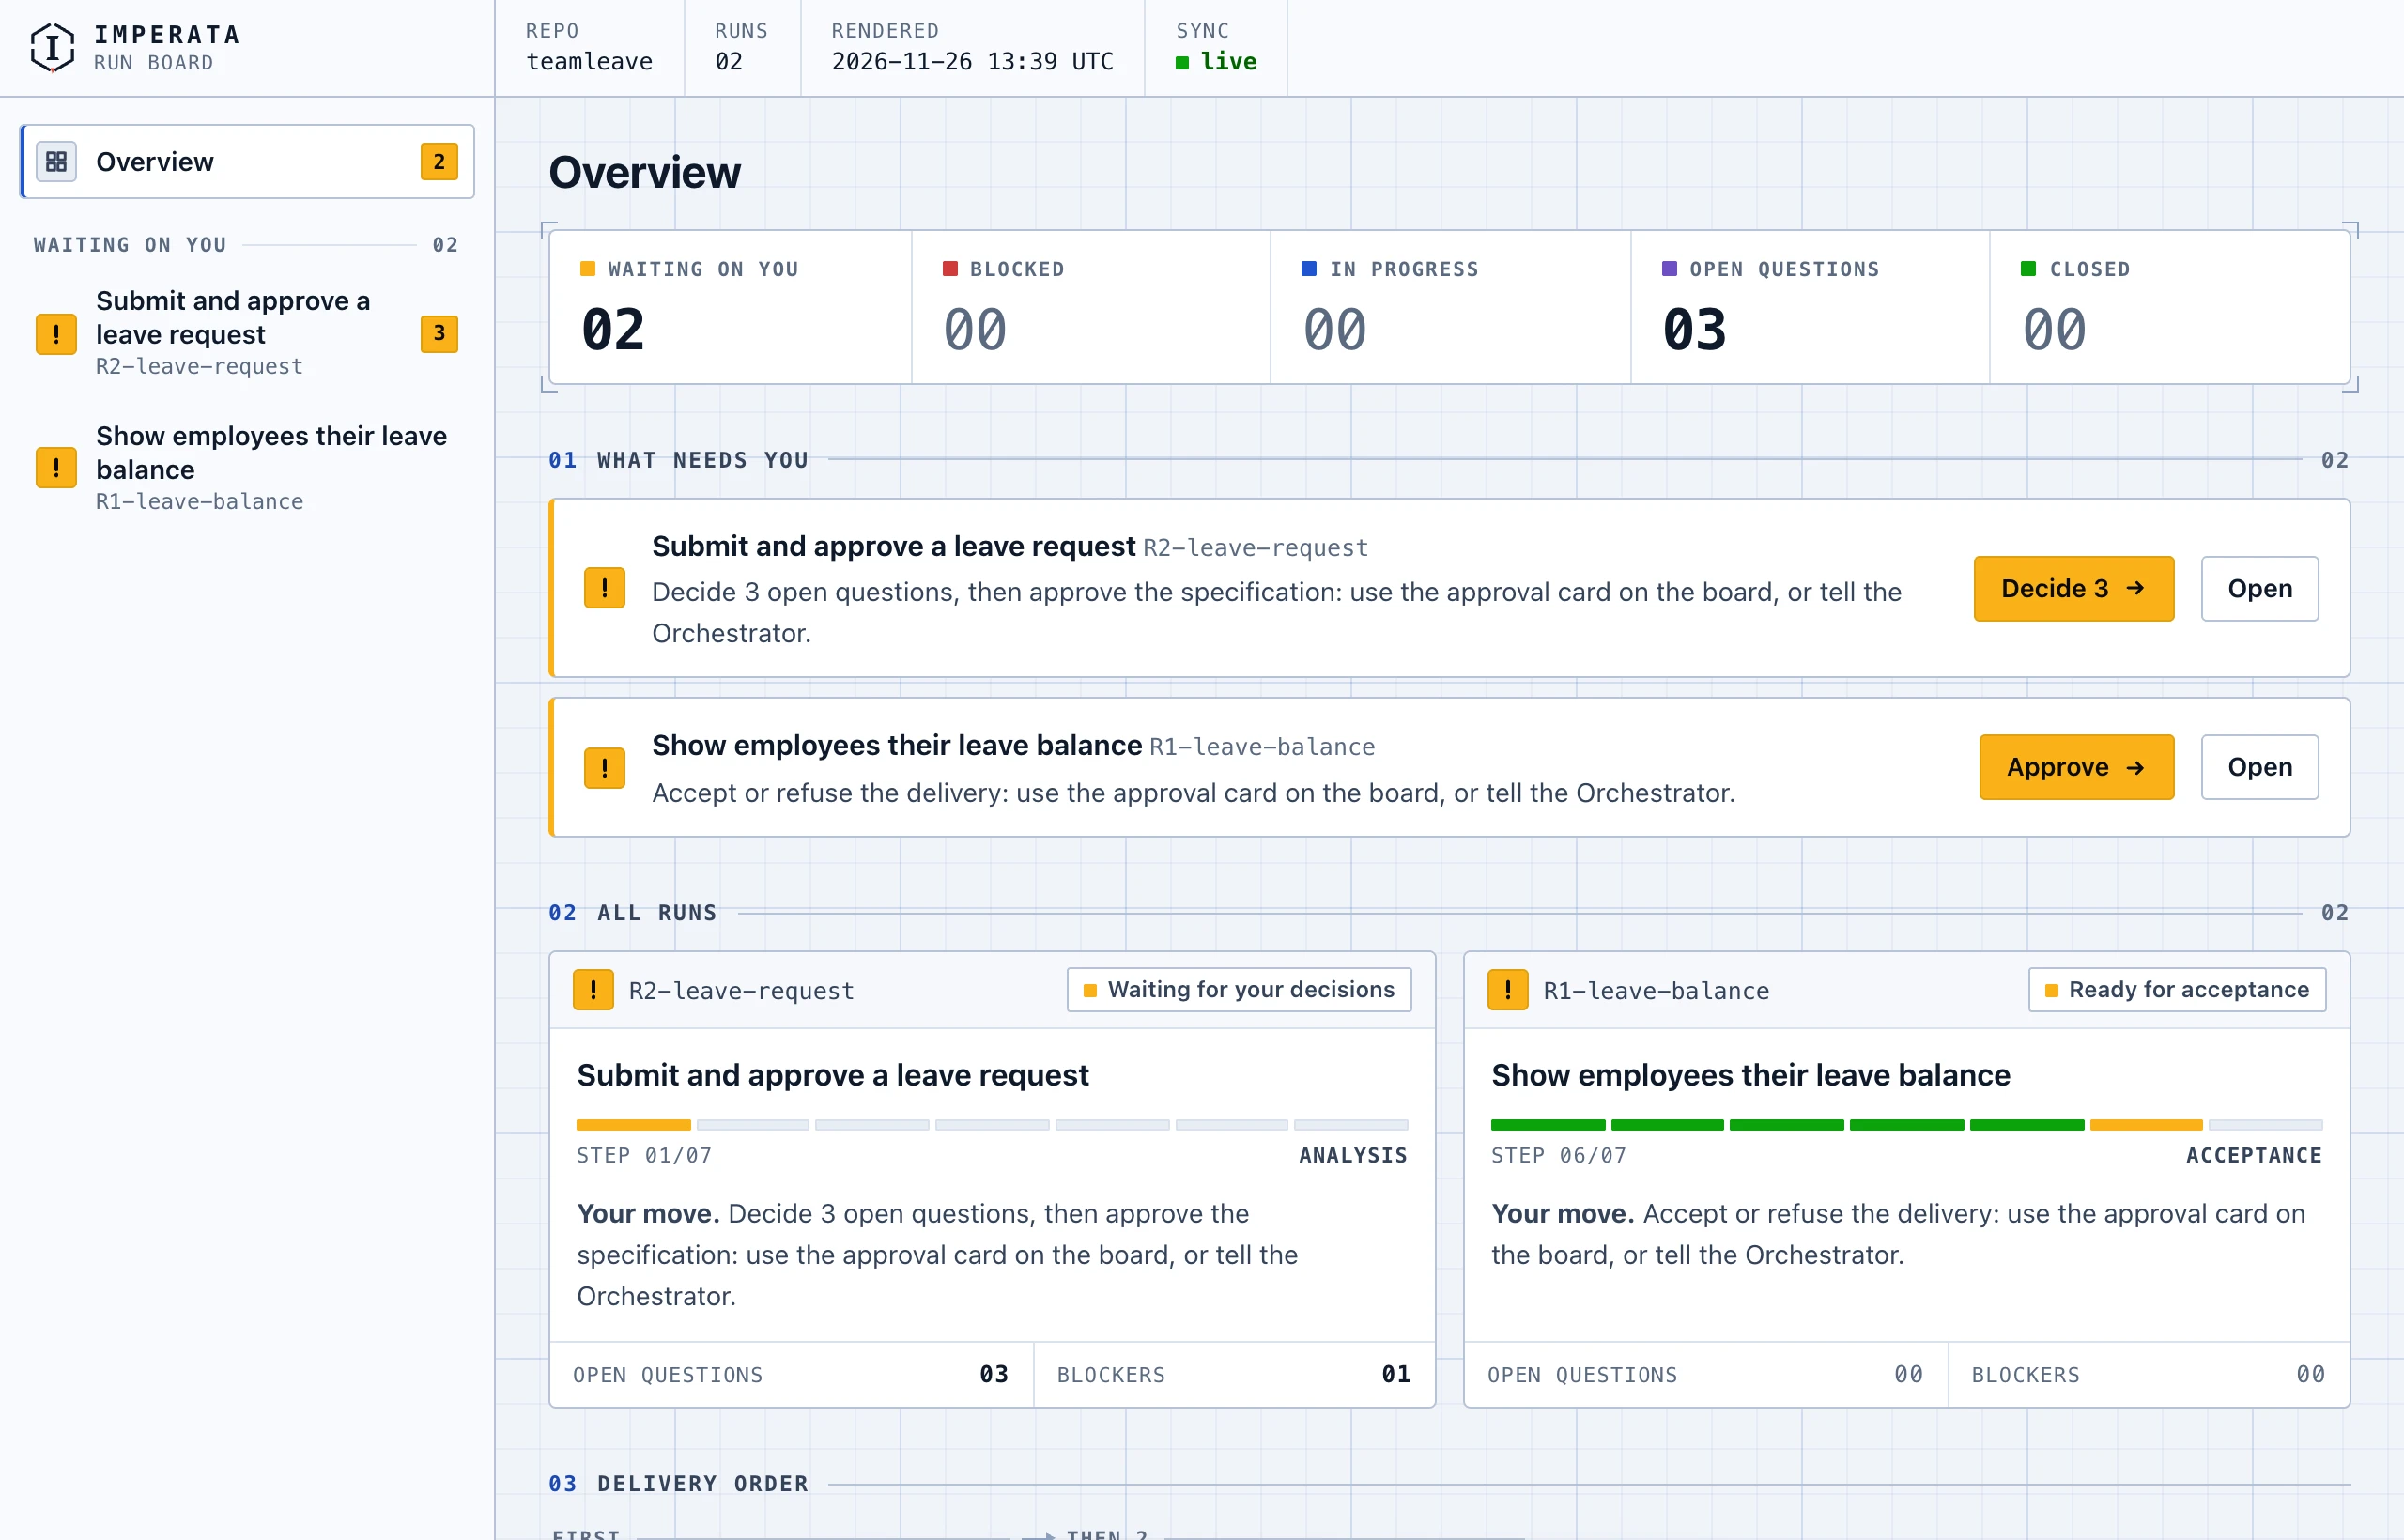 IMPERATA
RUN BOARD
REPO
teamleave
RUNS
02
RENDERED
2026-11-26 13:39 UTC
SYNC
live
Overview
2
WAITING ON YOU
02
!
Submit and approve a
leave request
R2-leave-request
3
!
Show employees their leave
balance
R1-leave-balance
Overview
WAITING ON YOU
02
BLOCKED
00
IN PROGRESS
00
OPEN QUESTIONS
03
CLOSED
00
01 WHAT NEEDS YOU
02
!
Submit and approve a leave request R2-leave-request
Decide 3 open questions, then approve the specification: use the approval card on the board, or tell the
Orchestrator.
Decide 3 →
Open
!
Show employees their leave balance R1-leave-balance
Accept or refuse the delivery: use the approval card on the board, or tell the Orchestrator.
Approve →
Open
02 ALL RUNS
02
!
R2-leave-request
Waiting for your decisions
Submit and approve a leave request
STEP 01/07
ANALYSIS
Your move. Decide 3 open questions, then approve the
specification: use the approval card on the board, or tell the
Orchestrator.
OPEN QUESTIONS
03
BLOCKERS
01
!
R1-leave-balance
Ready for acceptance
Show employees their leave balance
STEP 06/07
ACCEPTANCE
Your move. Accept or refuse the delivery: use the approval card on
the board, or tell the Orchestrator.
OPEN QUESTIONS
00
BLOCKERS
00
03 DELIVERY ORDER
FIRST
THEN 2